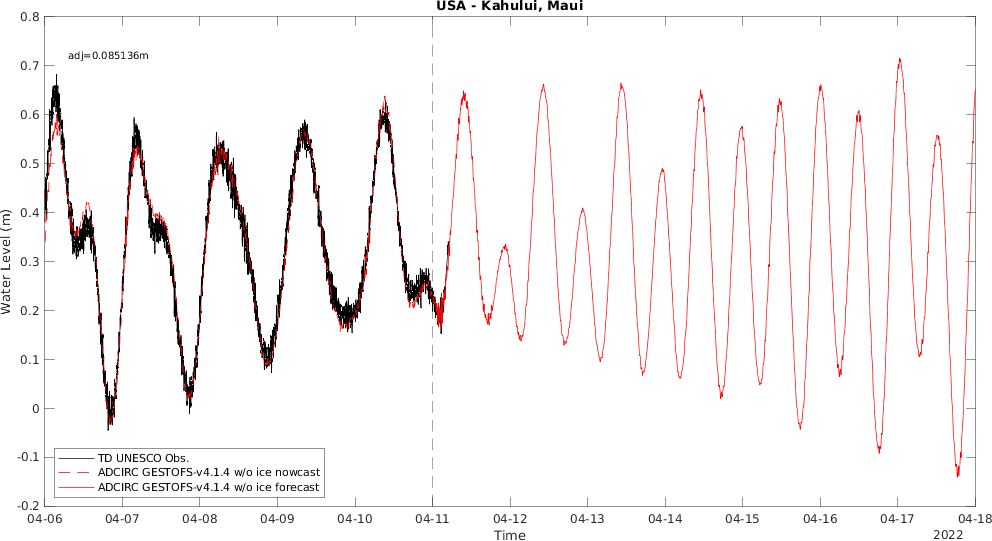 USA - Kahului, Maui
adj=0.085136m
Water Level (m)
0.8
0.7
0.6
0.5
0.4
0.3
0.2
0.1
0
-0.1
-0.2
TD UNESCO Obs.
ADCIRC GESTOFS-v4.1.4 w/o ice nowcast
ADCIRC GESTOFS-v4.1.4 w/o ice forecast
04-06 04-07 04-08 04-09 04-10 04-11 04-12 04-13 04-14 04-15 04-16 04-17 04-18
Time
2022